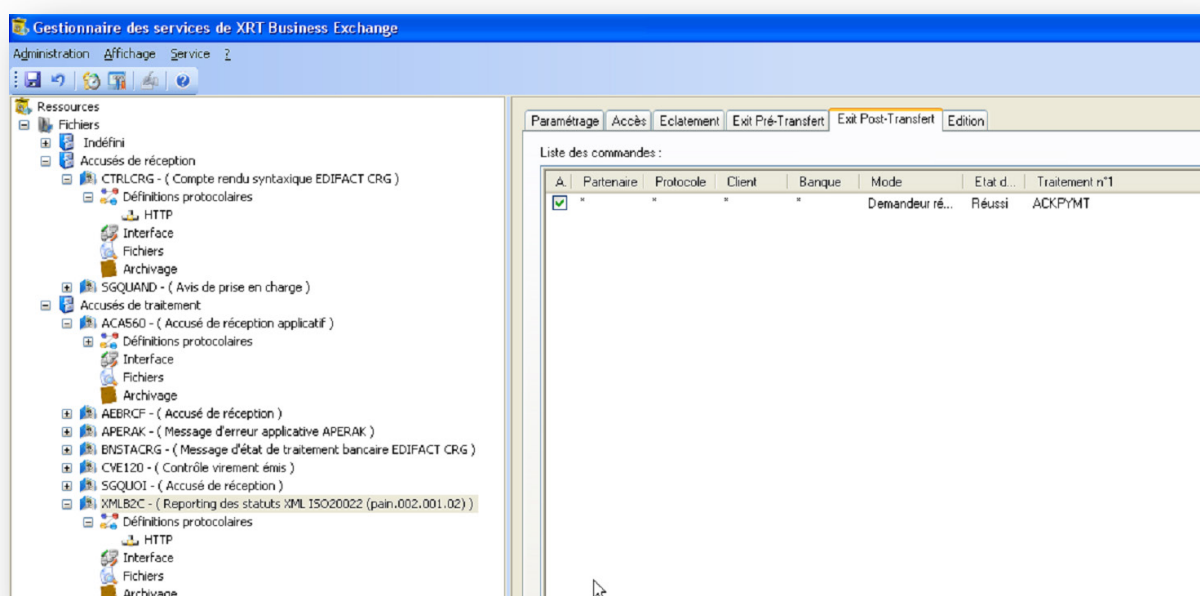 Gestionnaire des services de XRT Business Exchange
Administration Affichage Service ?
Ressources
Fichiers
Indéfini
Accusés de réception
CTRLCRG - ( Compte rendu syntaxique EDIFACT CRG )
Définitions protocolaires
HTTP
Interface
Fichiers
Archivage
SGQUAND - ( Avis de prise en charge )
Accusés de traitement
ACA560 - ( Accusé de réception applicatif )
Définitions protocolaires
Interface
Fichiers
Archivage
AEBRCF - ( Accusé de réception )
APERAK - ( Message d'erreur applicative APERAK )
BNSTACRG - ( Message d'état de traitement bancaire EDIFACT CRG )
CVE120 - ( Contrôle virement émis )
SGQUOI - ( Accusé de réception )
XMLB2C - ( Reporting des statuts XML ISO20022 (pain.002.001.02) )
Définitions protocolaires
HTTP
Interface
Fichiers
Archivage
Paramétrage Accès Eclatement Exit Pré-Transfert Exit Post-Transfert Edition
Liste des commandes :
A. Partenaire Protocole Client Banque Mode Etat d... Traitement n°1
* * * * Demandeur ré... Réussi ACKPYMT